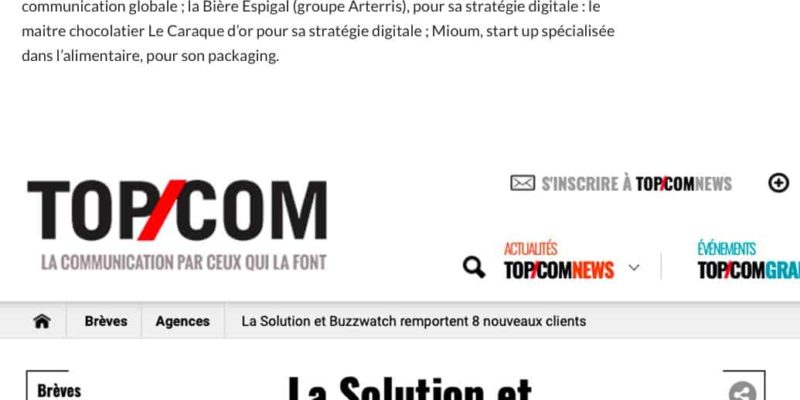 communication globale ; la Bière Espigal (groupe Arterris), pour sa stratégie digitale : le
maitre chocolatier Le Caraque d’or pour sa stratégie digitale ; Mioum, start up spécialisée
dans l’alimentaire, pour son packaging.
TOP/COM
LA COMMUNICATION PAR CEUX QUI LA FONT
S'INSCRIRE À TOP/COMNEWS
ACTUALITÉS
TOP/COMNEWS
ÉVÉNEMENTS
TOP/COMGRA
Brèves Agences La Solution et Buzzwatch remportent 8 nouveaux clients
Brèves
La Solution et